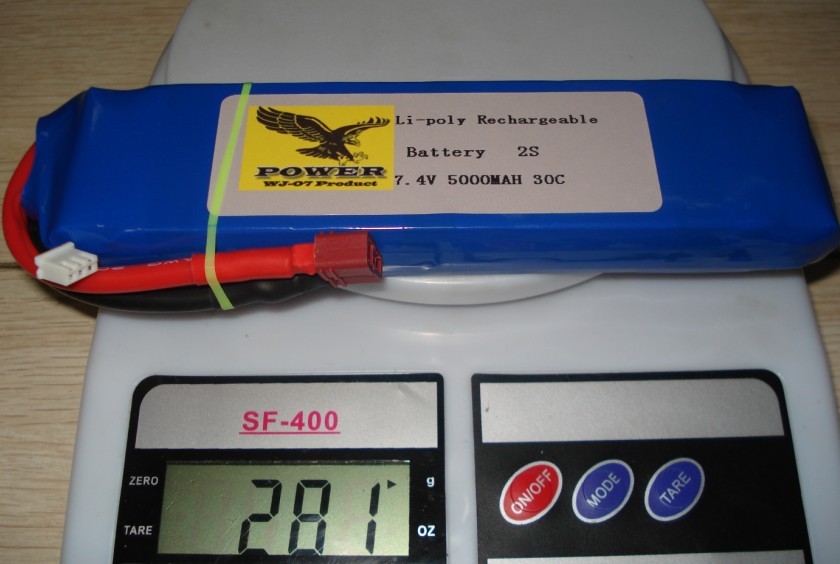 Li-poly Rechargeable
Battery 2S
7.4V 5000MAH 30C
POWER
WJ-07 Product
SF-400
ZERO
g
281
TARE
OZ
ON/OFF
MODE
TARE